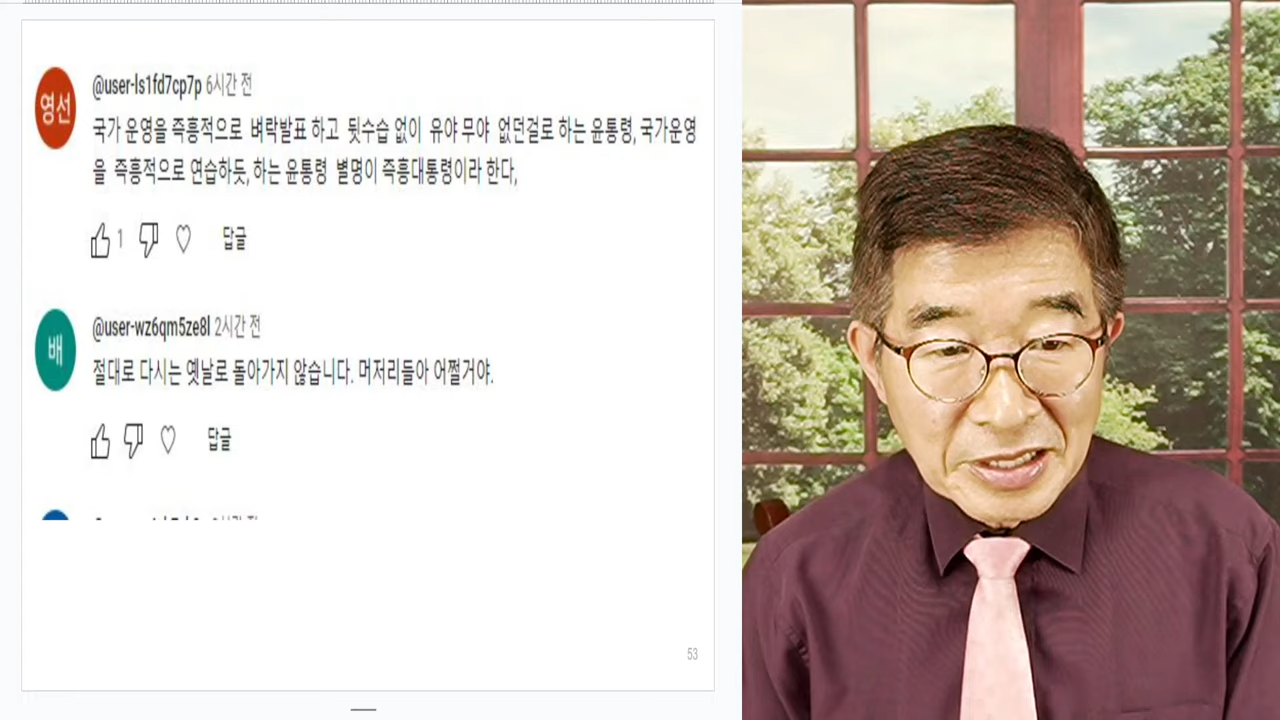 영선
@user-ls1fd7cp7p 6시간 전
국가 운영을 즉흥적으로 벼락발표 하고 뒷수습 없이 유야 무야 없던걸로 하는 윤통령, 국가운영
을 즉흥적으로 연습하듯, 하는 윤통령 별명이 즉흥대통령이라 한다,
1 답글
배
@user-wz6qm5ze8l 2시간 전
절대로 다시는 옛날로 돌아가지 않습니다. 머저리들아 어쩔거야.
답글
53